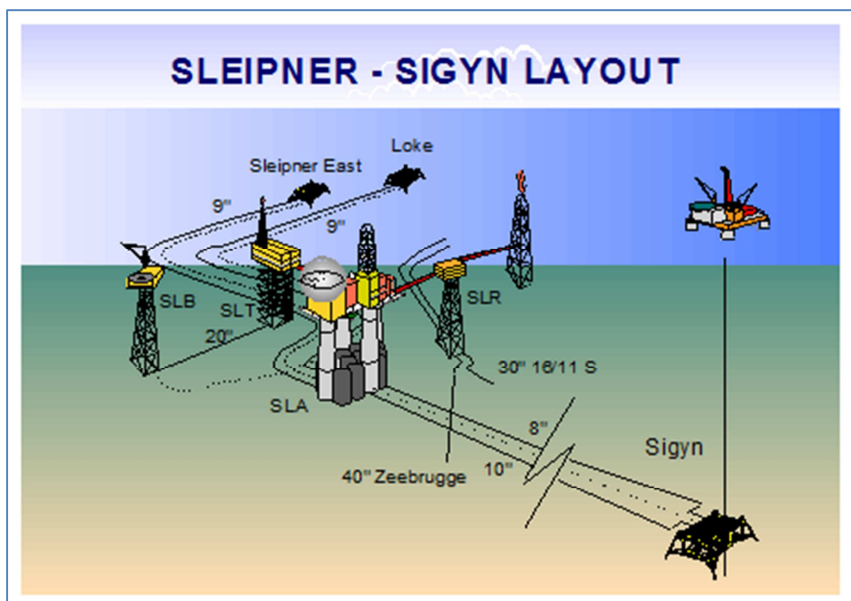 SLEIPNER - SIGYN LAYOUT
Loke
Sleipner East
9"
9"
SLB
SLT
SLR
20"
30" 16/11 S
SLA
8"
Sigyn
10"
40" Zeebrugge